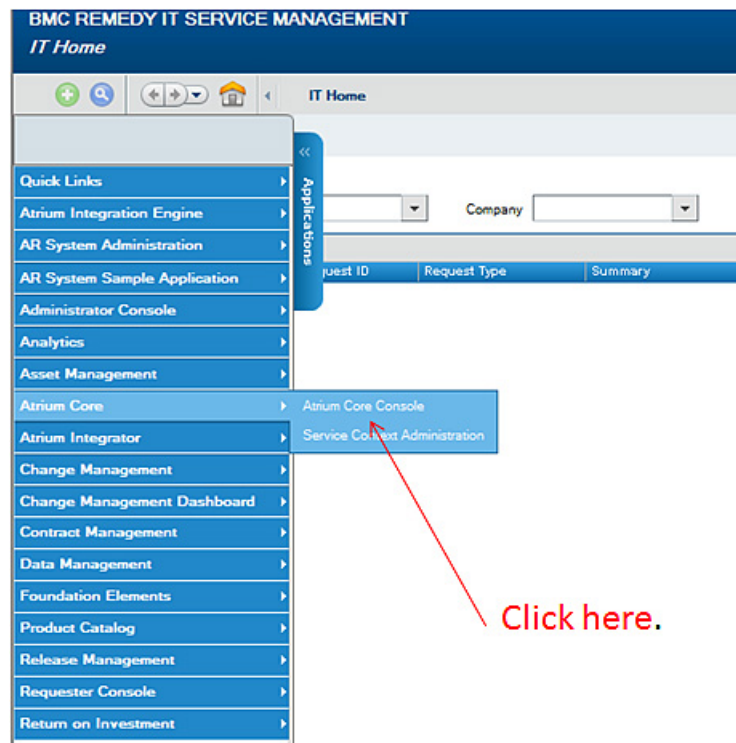 BMC REMEDY IT SERVICE MANAGEMENT
IT Home
IT Home
Applications
Company
Quick Links
Atrium Integration Engine
AR System Administration
AR System Sample Application
Administrator Console
Analytics
Asset Management
Atrium Core
Atrium Integrator
Change Management
Change Management Dashboard
Contract Management
Data Management
Foundation Elements
Product Catalog
Release Management
Requester Console
Return on Investment
quest ID Request Type Summary
Atrium Core Console
Service Context Administration
Click here.